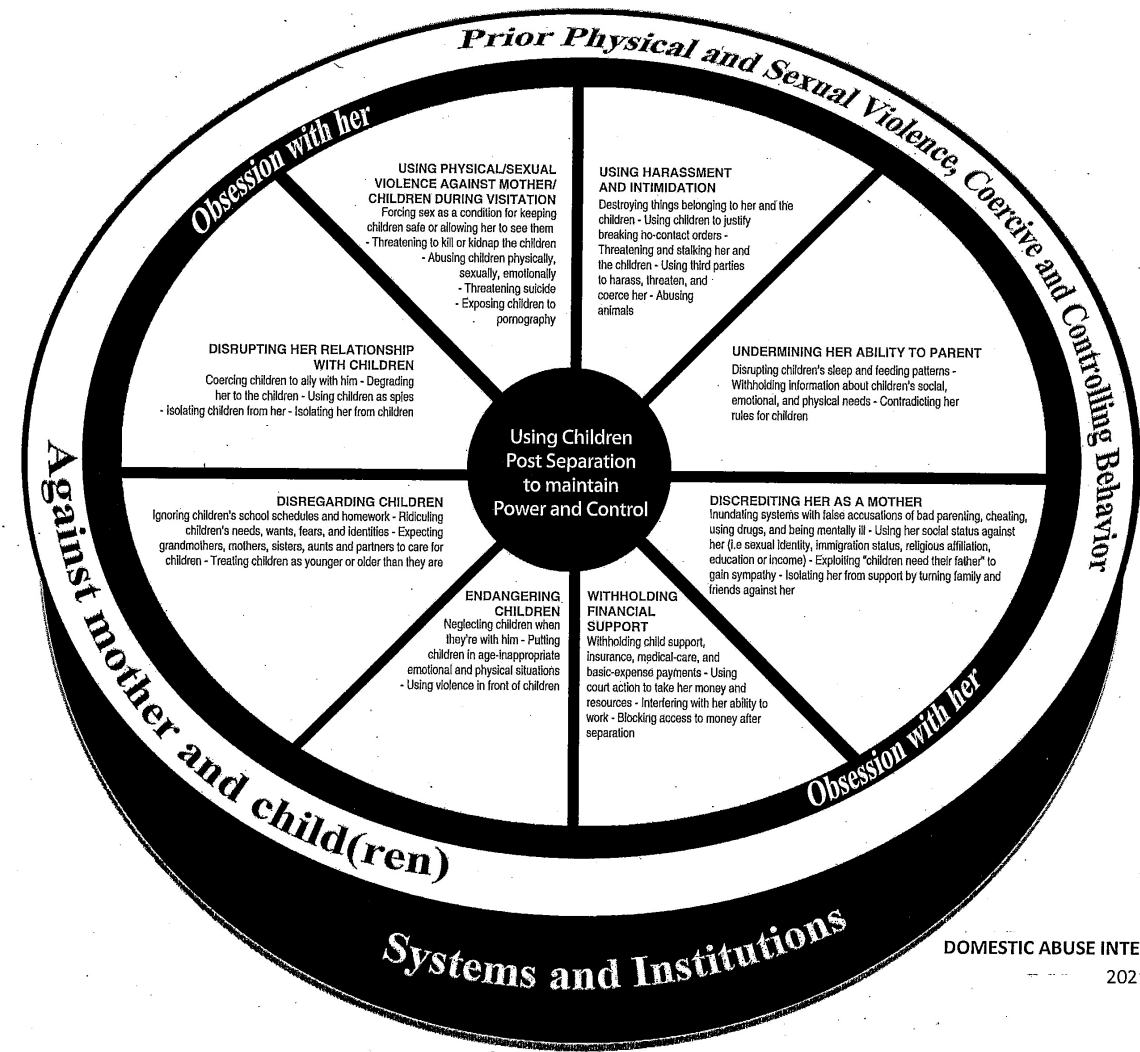 Prior Physical and Sexual Violence, Coercive and Controlling Behavior
Against mother and child(ren)
Obsession with her
USING PHYSICAL/SEXUAL
VIOLENCE AGAINST MOTHER/
CHILDREN DURING VISITATION
Forcing sex as a condition for keeping
children safe or allowing her to see them
- Threatening to kill or kidnap the children
- Abusing children physically,
sexually, emotionally
- Threatening suicide
- Exposing children to
pornography
USING HARASSMENT
AND INTIMIDATION
Destroying things belonging to her and the
children - Using children to justify
breaking no-contact orders -
Threatening and stalking her and
the children - Using third parties
to harass, threaten, and
coerce her - Abusing
animals
DISRUPTING HER RELATIONSHIP
WITH CHILDREN
Coercing children to ally with him - Degrading
her to the children - Using children as spies
- Isolating children from her - Isolating her from children
UNDERMINING HER ABILITY TO PARENT
Disrupting children's sleep and feeding patterns -
Withholding information about children's social,
emotional, and physical needs - Contradicting her
rules for children
Using Children
Post Separation
to maintain
Power and Control
DISREGARDING CHILDREN
Ignoring children's school schedules and homework - Ridiculing
children's needs, wants, fears, and identities - Expecting
grandmothers, mothers, sisters, aunts and partners to care for
children - Treating children as younger or older than they are
DISCREDITING HER AS A MOTHER
Inundating systems with false accusations of bad parenting, cheating,
using drugs, and being mentally ill - Using her social status against
her (i.e sexual identity, immigration status, religious affiliation,
education or income) - Exploiting "children need their father" to
gain sympathy - Isolating her from support by turning family and
friends against her
ENDANGERING
CHILDREN
Neglecting children when
they're with him - Putting
children in age-inappropriate
emotional and physical situations
- Using violence in front of children
WITHHOLDING
FINANCIAL
SUPPORT
Withholding child support,
insurance, medical-care, and
basic-expense payments - Using
court action to take her money and
resources - Interfering with her ability to
work - Blocking access to money after
separation
Obsession with her
Systems and Institutions
DOMESTIC ABUSE INTE
202